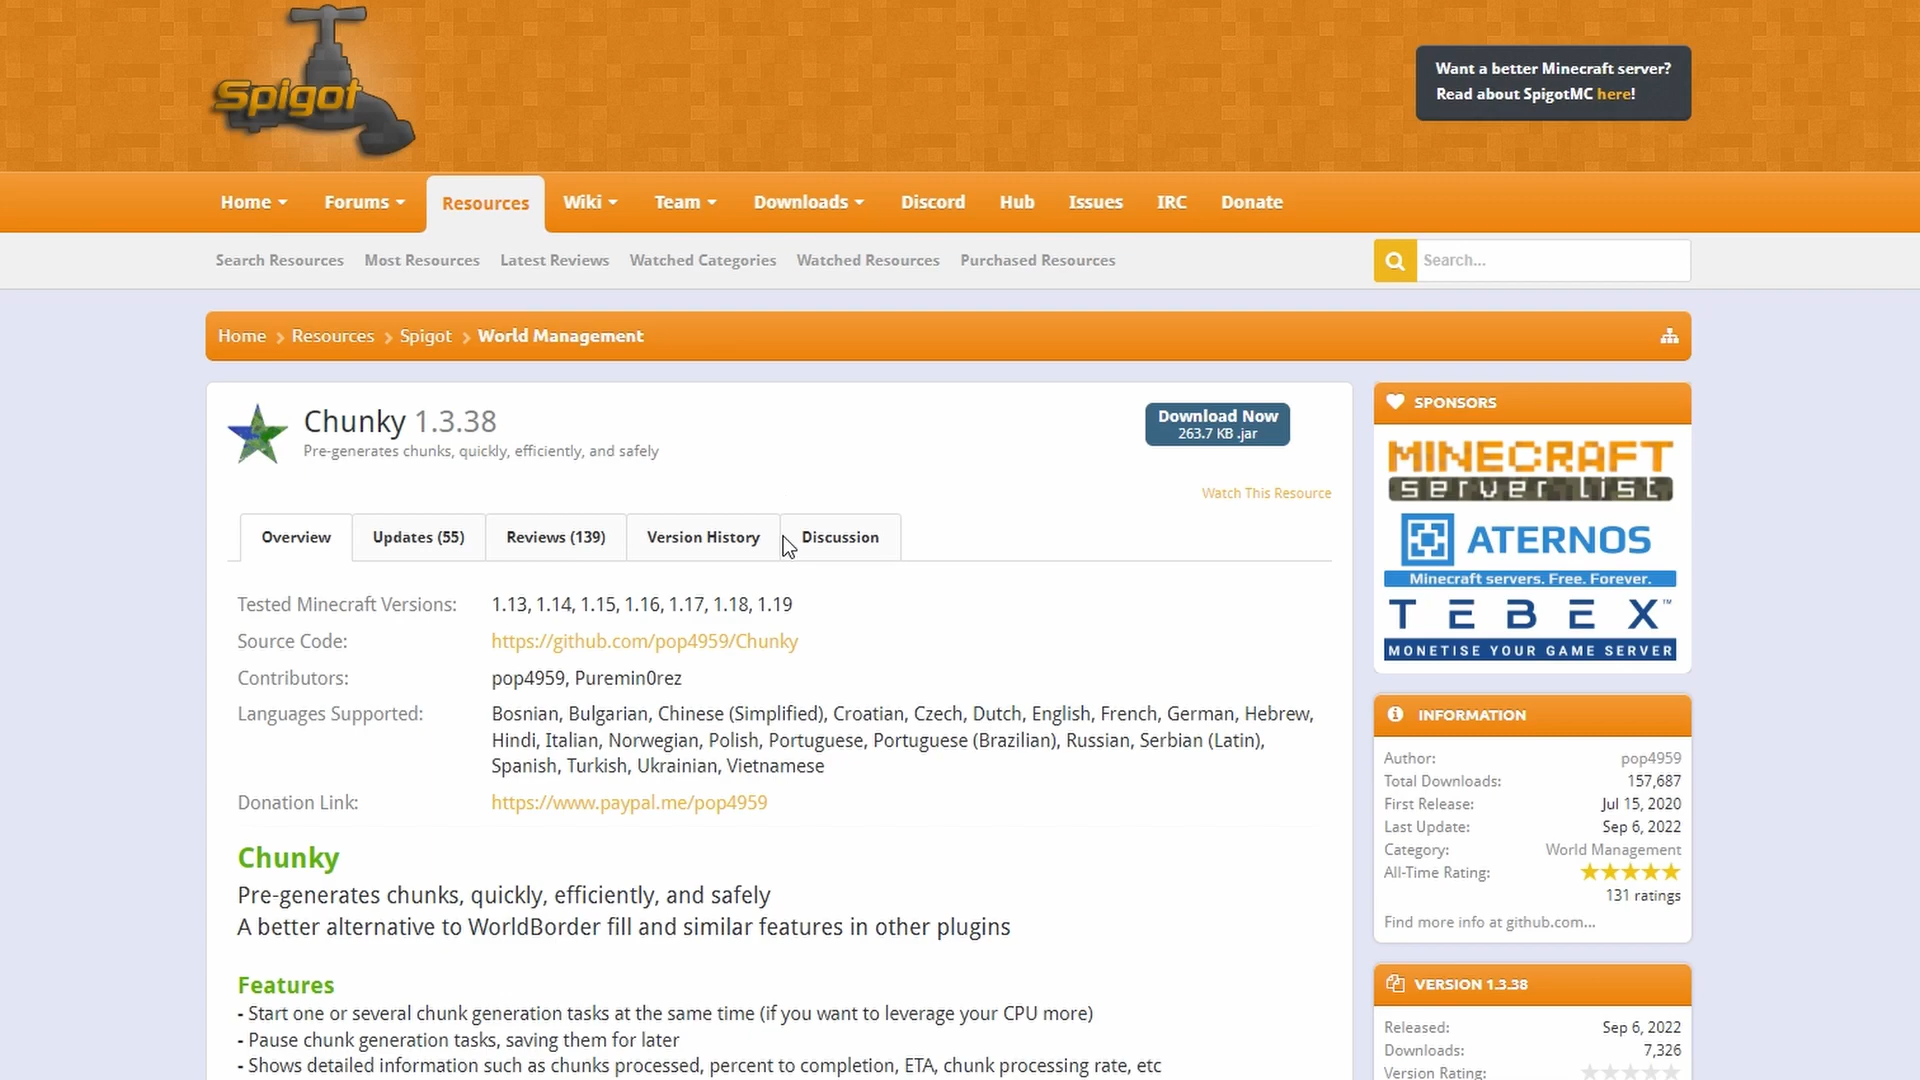 Spigot
Want a better Minecraft server?
Read about SpigotMC here!
Home
Forums
Resources
Wiki
Team
Downloads
Discord
Hub
Issues
IRC
Donate
Search Resources
Most Resources
Latest Reviews
Watched Categories
Watched Resources
Purchased Resources
Search...
Home
Resources
Spigot
World Management
Chunky 1.3.38
Pre-generates chunks, quickly, efficiently, and safely
Download Now
263.7 KB .jar
Watch This Resource
Overview
Updates (55)
Reviews (139)
Version History
Discussion
Tested Minecraft Versions: 1.13, 1.14, 1.15, 1.16, 1.17, 1.18, 1.19
Source Code: https://github.com/pop4959/Chunky
Contributors: pop4959, Puremin0rez
Languages Supported: Bosnian, Bulgarian, Chinese (Simplified), Croatian, Czech, Dutch, English, French, German, Hebrew,
Hindi, Italian, Norwegian, Polish, Portuguese, Portuguese (Brazilian), Russian, Serbian (Latin),
Spanish, Turkish, Ukrainian, Vietnamese
Donation Link: https://www.paypal.me/pop4959
Chunky
Pre-generates chunks, quickly, efficiently, and safely
A better alternative to WorldBorder fill and similar features in other plugins
Features
- Start one or several chunk generation tasks at the same time (if you want to leverage your CPU more)
- Pause chunk generation tasks, saving them for later
- Shows detailed information such as chunks processed, percent to completion, ETA, chunk processing rate, etc
SPONSORS
MINECRAFT
server list
ATERNOS
Minecraft servers. Free. Forever.
TEBEX™
MONETISE YOUR GAME SERVER
INFORMATION
Author: pop4959
Total Downloads: 157,687
First Release: Jul 15, 2020
Last Update: Sep 6, 2022
Category: World Management
All-Time Rating:
131 ratings
Find more info at github.com...
VERSION 1.3.38
Released: Sep 6, 2022
Downloads: 7,326
Version Rating: